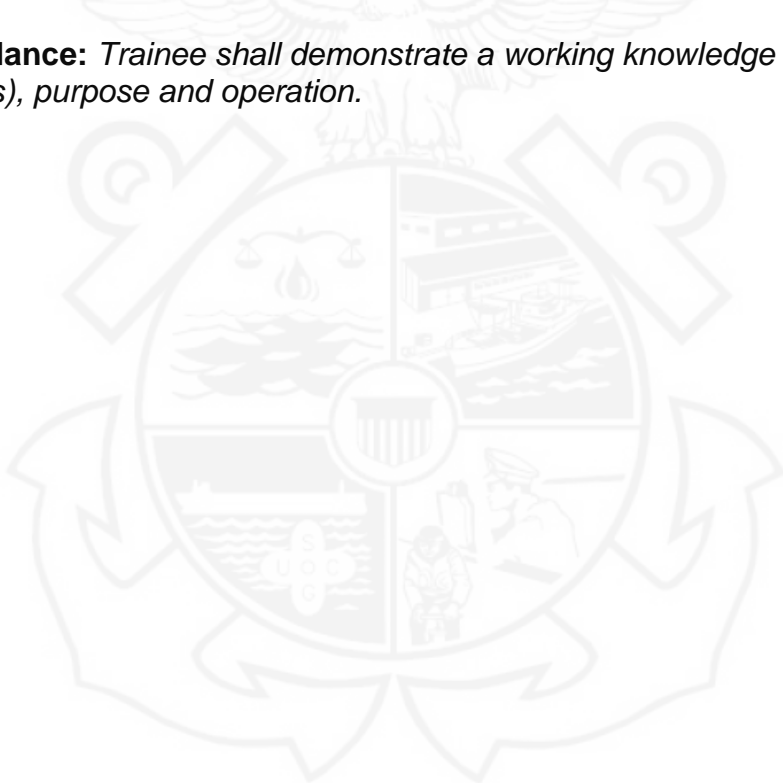 lance: Trainee shall demonstrate a working knowledge
s), purpose and operation.
S
U O C
G